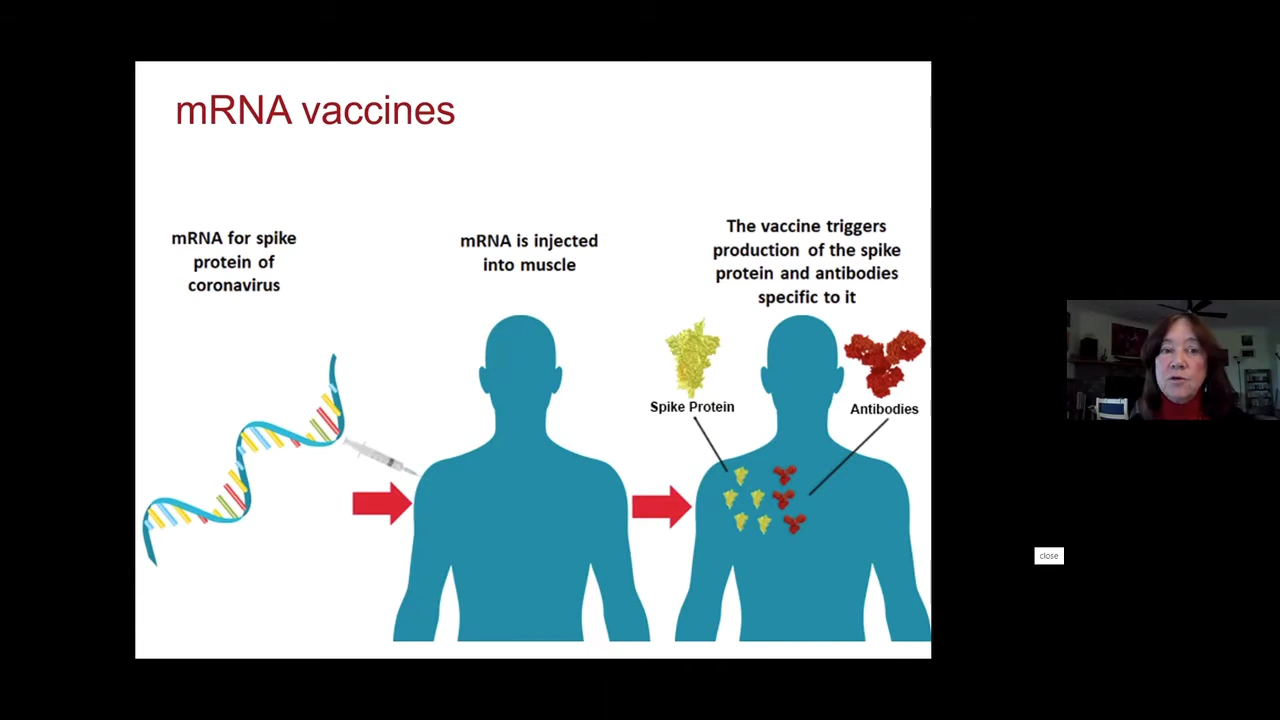 mRNA vaccines
mRNA for spike
protein of
coronavirus
mRNA is injected
into muscle
The vaccine triggers
production of the spike
protein and antibodies
specific to it
Spike Protein
Antibodies
close